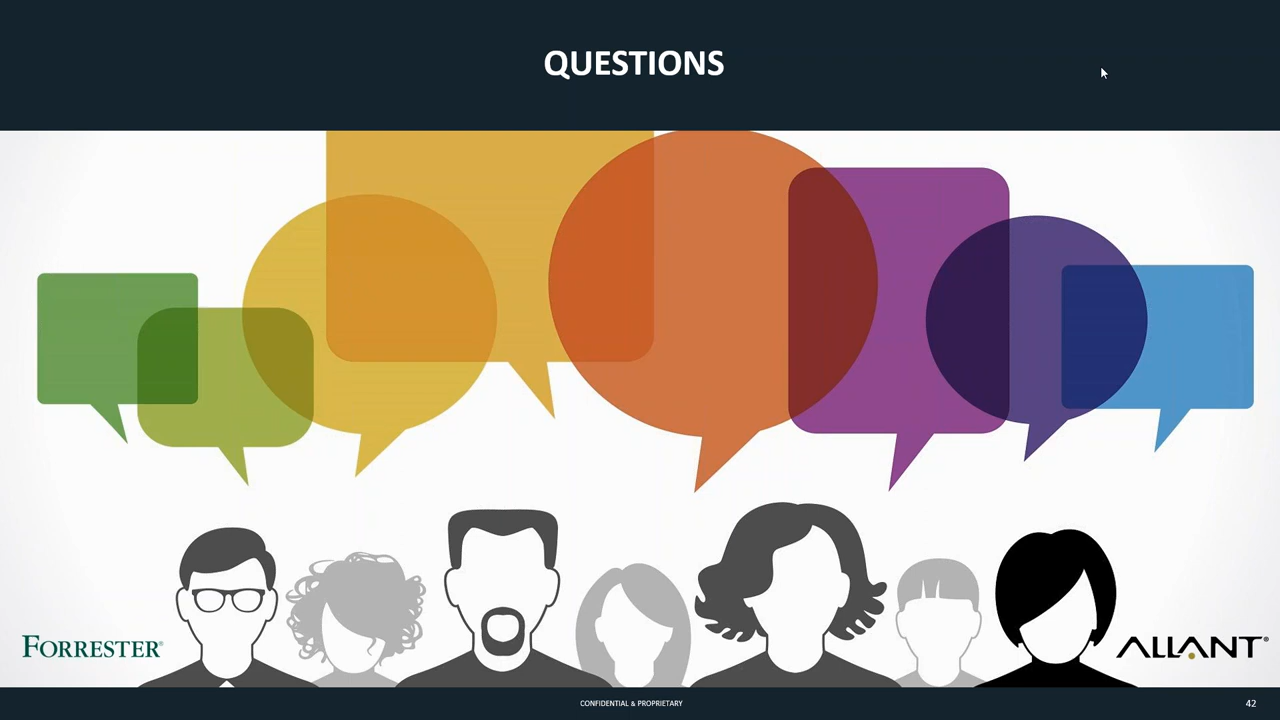 QUESTIONS
FORRESTER®
ALLANT®
CONFIDENTIAL & PROPRIETARY
42